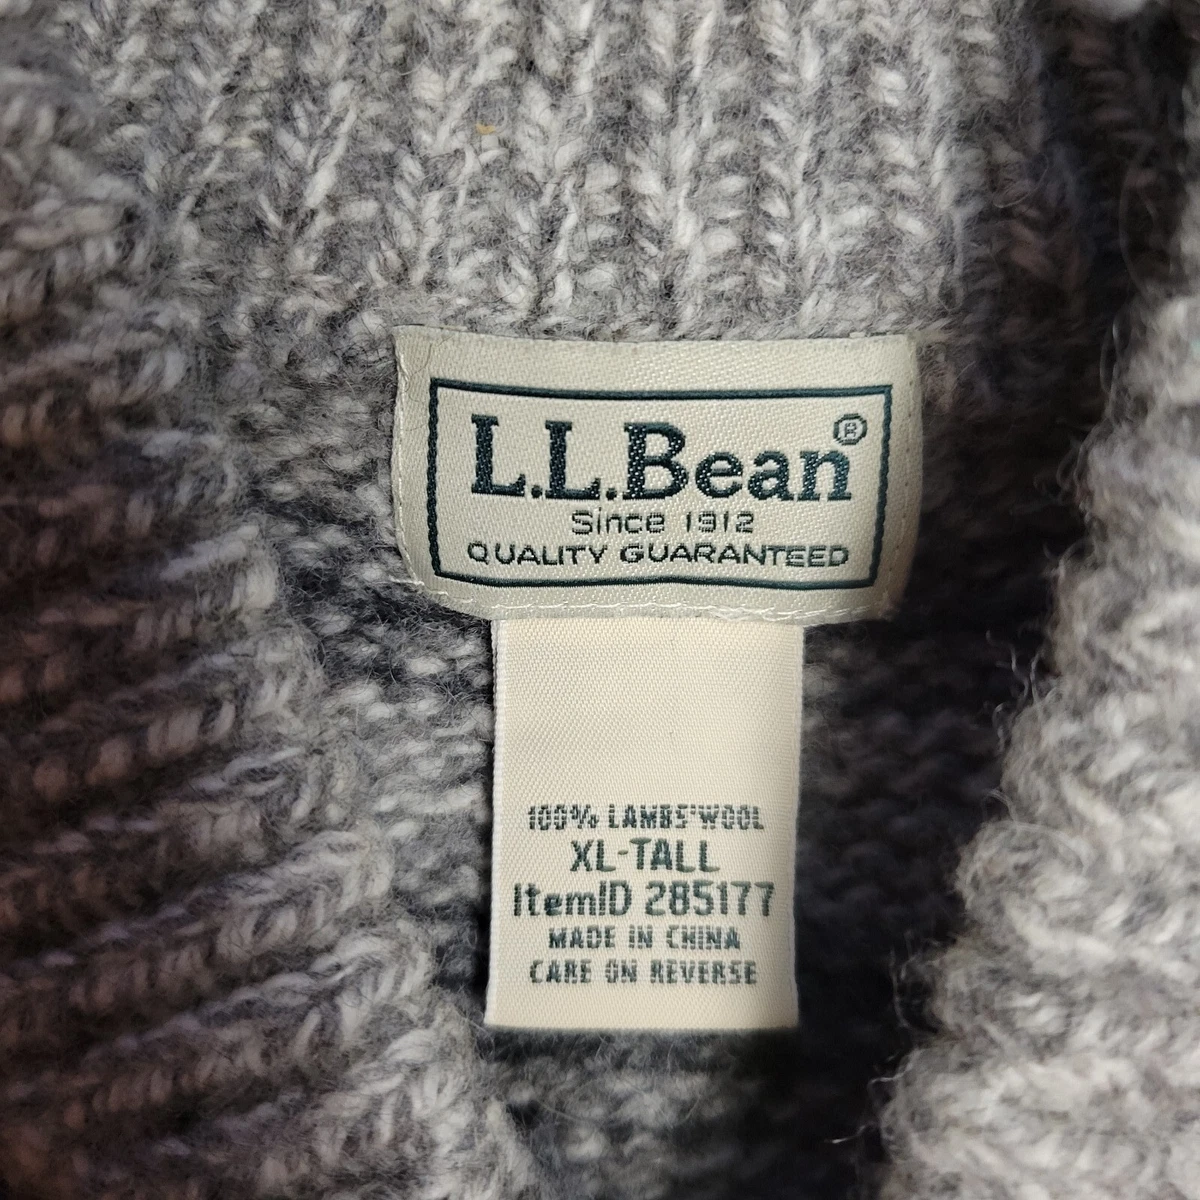 L.L.Bean®
Since 1912
QUALITY GUARANTEED
100% LAMBS'WOOL
XL-TALL
ItemID 285177
MADE IN CHINA
CARE ON REVERSE